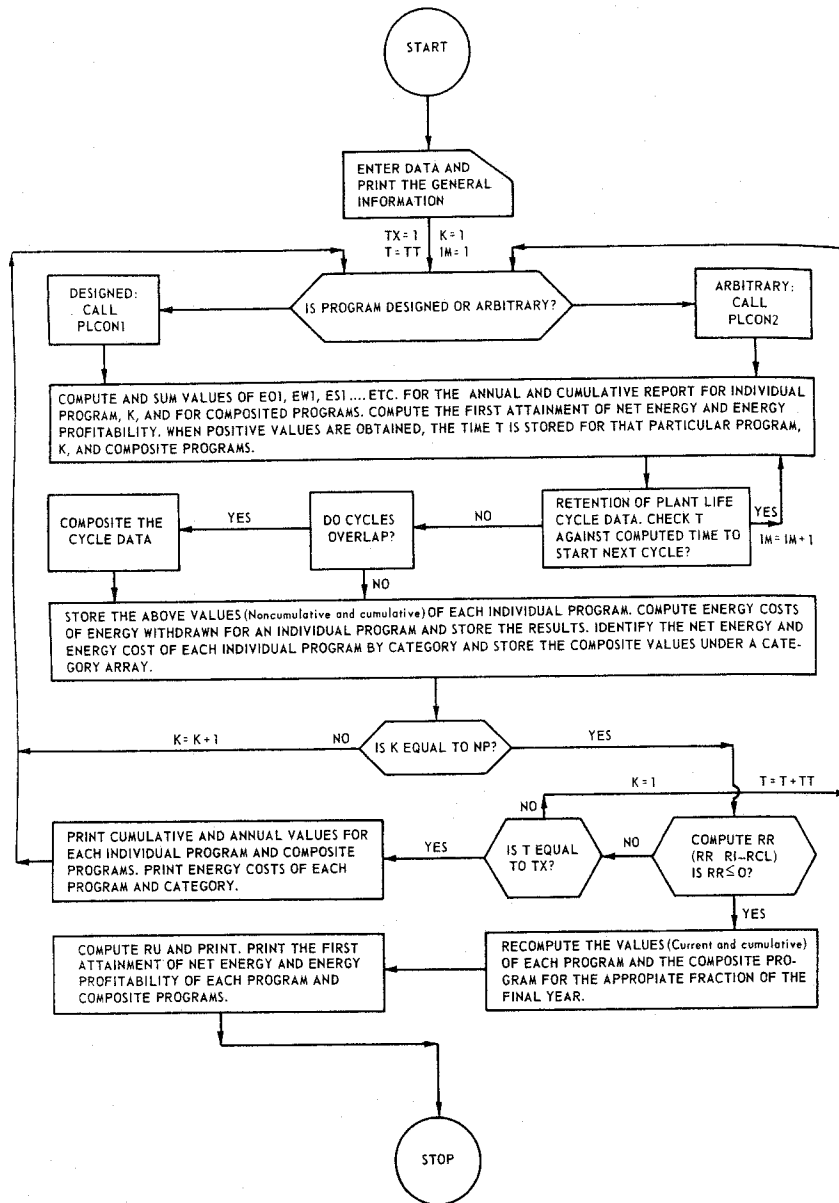 START
ENTER DATA AND
PRINT THE GENERAL
INFORMATION
TX=1 K=1
T=TT IM=1
DESIGNED:
CALL
PLCON1
IS PROGRAM DESIGNED OR ARBITRARY?
ARBITRARY:
CALL
PLCON2
COMPUTE AND SUM VALUES OF EO1, EW1, ES1....ETC. FOR THE ANNUAL AND CUMULATIVE REPORT FOR INDIVIDUAL
PROGRAM, K, AND FOR COMPOSITED PROGRAMS. COMPUTE THE FIRST ATTAINMENT OF NET ENERGY AND ENERGY
PROFITABILITY. WHEN POSITIVE VALUES ARE OBTAINED, THE TIME T IS STORED FOR THAT PARTICULAR PROGRAM,
K, AND COMPOSITE PROGRAMS.
COMPOSITE THE
CYCLE DATA
YES
DO CYCLES
OVERLAP?
NO
RETENTION OF PLANT LIFE
CYCLE DATA. CHECK T
AGAINST COMPUTED TIME TO
START NEXT CYCLE?
YES
IM=IM+1
NO
STORE THE ABOVE VALUES (Noncumulative and cumulative) OF EACH INDIVIDUAL PROGRAM. COMPUTE ENERGY COSTS
OF ENERGY WITHDRAWN FOR AN INDIVIDUAL PROGRAM AND STORE THE RESULTS. IDENTIFY THE NET ENERGY AND
ENERGY COST OF EACH INDIVIDUAL PROGRAM BY CATEGORY AND STORE THE COMPOSITE VALUES UNDER A CATE-
GORY ARRAY.
K=K+1
NO
IS K EQUAL TO NP?
YES
K=1
T=T+TT
NO
PRINT CUMULATIVE AND ANNUAL VALUES FOR
EACH INDIVIDUAL PROGRAM AND COMPOSITE
PROGRAMS. PRINT ENERGY COSTS OF EACH
PROGRAM AND CATEGORY.
YES
IS T EQUAL
TO TX?
NO
COMPUTE RR
(RR RI-RCL)
IS RR≤0?
YES
COMPUTE RU AND PRINT. PRINT THE FIRST
ATTAINMENT OF NET ENERGY AND ENERGY
PROFITABILITY OF EACH PROGRAM AND
COMPOSITE PROGRAMS.
RECOMPUTE THE VALUES (Current and cumulative)
OF EACH PROGRAM AND THE COMPOSITE PRO-
GRAM FOR THE APPROPIATE FRACTION OF THE
FINAL YEAR.
STOP